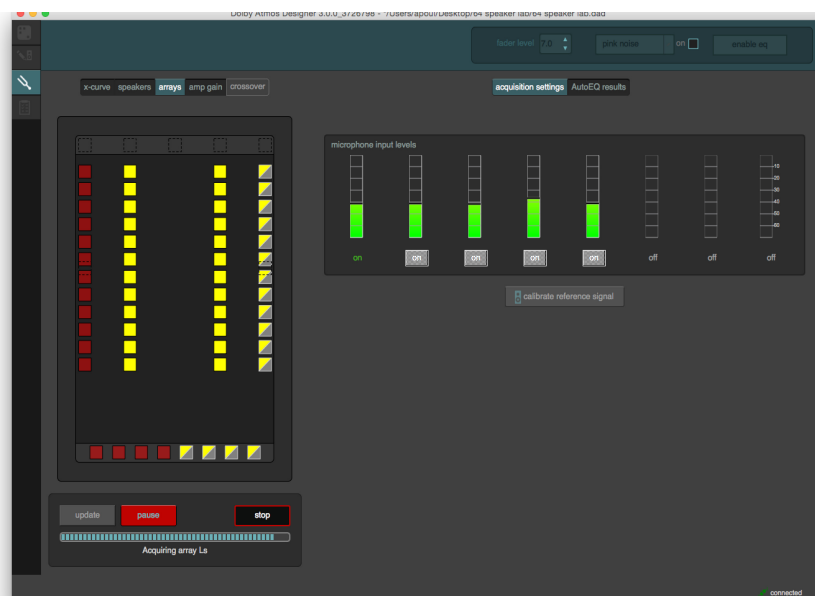 Dolby Atmos Designer 3.0.0_3726798 - "/Users/apoul/Desktop/64 speaker lab/64 speaker lab.dad
fader level 7.0 pink noise on enable eq
x-curve speakers arrays amp gain crossover acquisition settings AutoEQ results
microphone input levels
-10
-20
-30
-40
-50
-60
on on on on on off off off
calibrate reference signal
update pause stop
Acquiring array Ls
connected